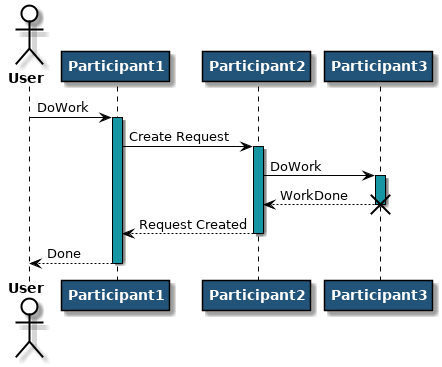 User
Participant1
Participant2
Participant3
DoWork
Create Request
DoWork
WorkDone
Request Created
Done
User
Participant1
Participant2
Participant3